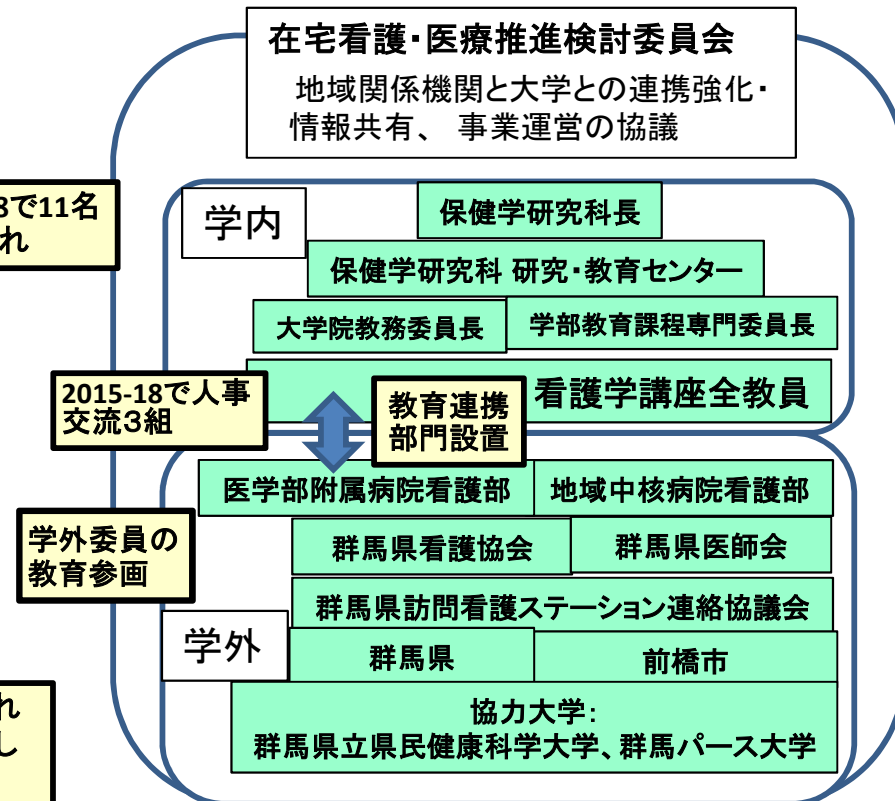 在宅看護・医療推進検討委員会
地域関係機関と大学との連携強化・
情報共有、 事業運営の協議
8で11名
れ
学内
保健学研究科長
保健学研究科 研究・教育センター
大学院教務委員長
学部教育課程専門委員長
看護学講座全教員
2015-18で人事
交流3組
教育連携
部門設置
医学部附属病院看護部
地域中核病院看護部
学外委員の
教育参画
群馬県看護協会
群馬県医師会
群馬県訪問看護ステーション連絡協議会
学外
群馬県
前橋市
れ
し
協力大学：
群馬県立県民健康科学大学、群馬パース大学